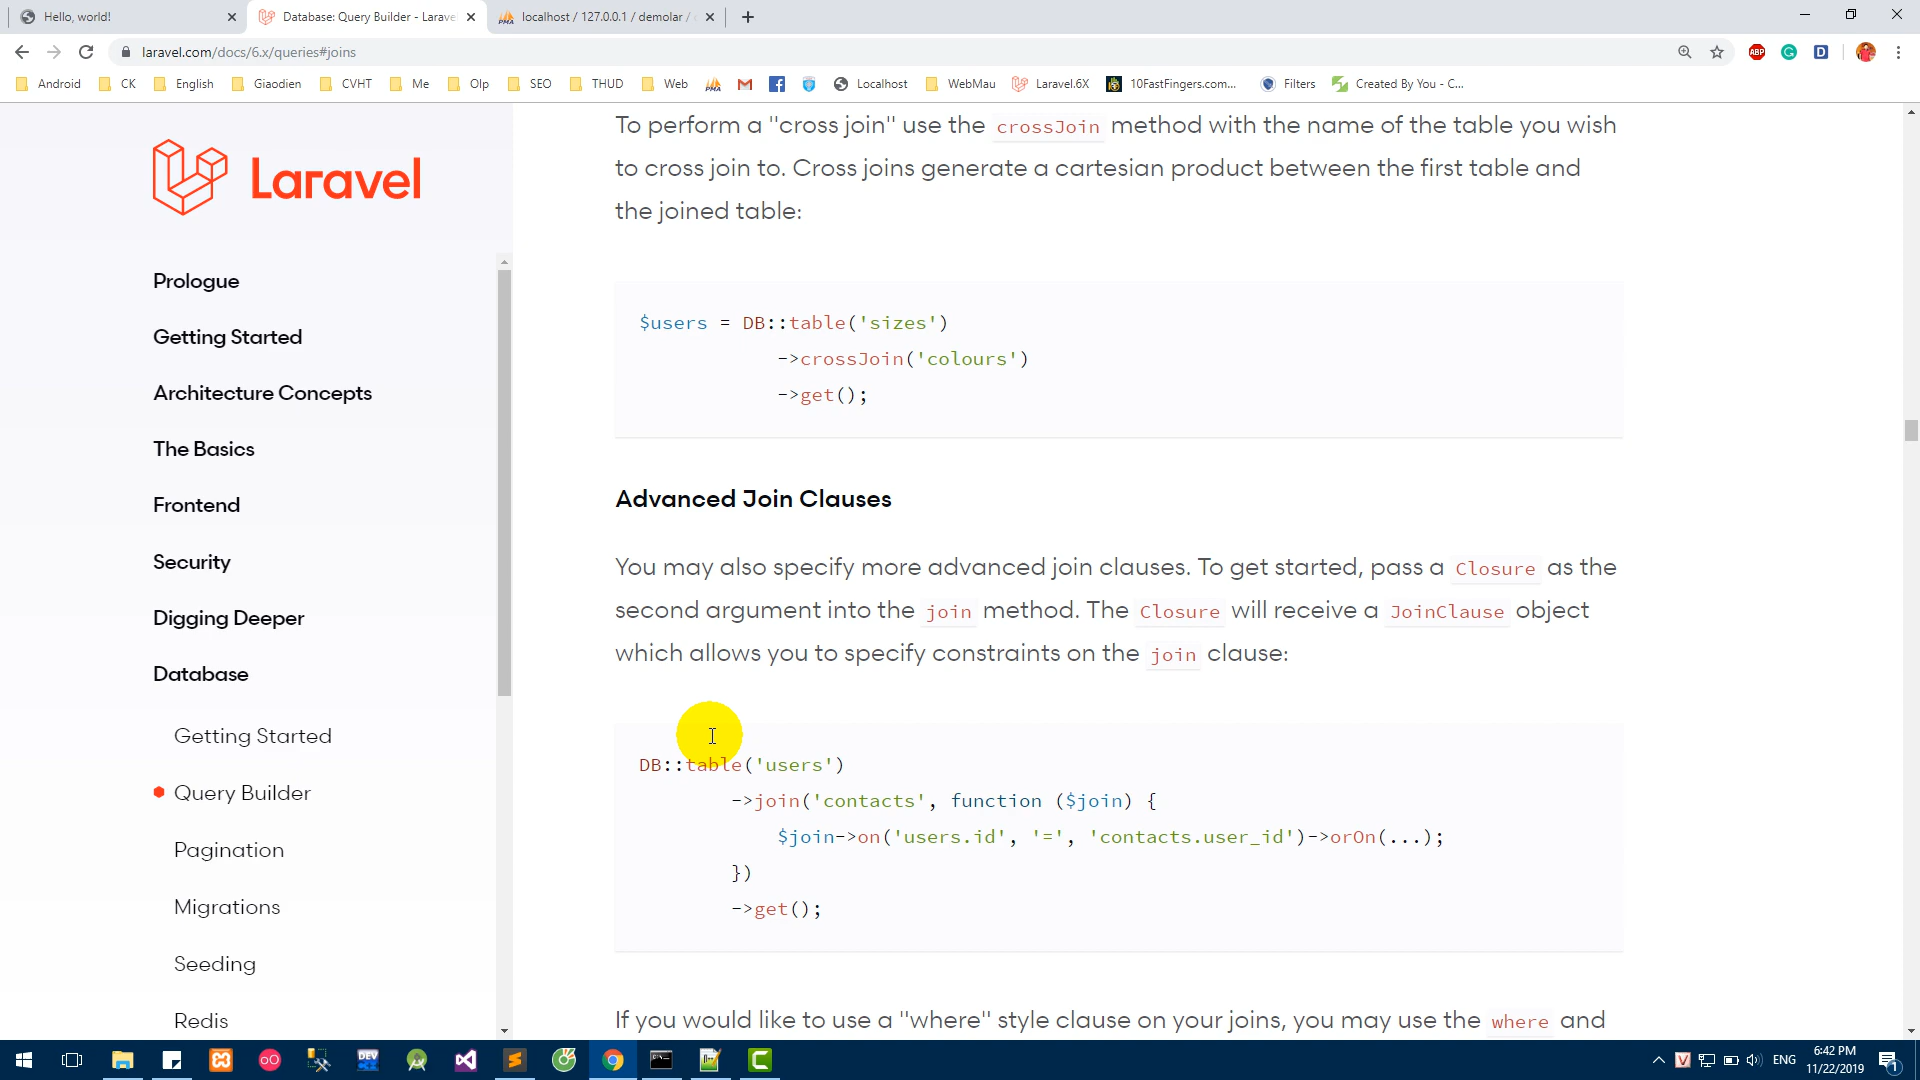 Hello, world!
Database: Query Builder - Larave
localhost / 127.0.0.1 / demolar /
laravel.com/docs/6.x/queries#joins
ABP
D
Android
CK
English
Giaodien
CVHT
Me
Olp
SEO
THUD
Web
PMA
Localhost
WebMau
Laravel.6X
10FastFingers.com...
Filters
Created By You - C...
Laravel
Prologue
Getting Started
Architecture Concepts
The Basics
Frontend
Security
Digging Deeper
Database
Getting Started
Query Builder
Pagination
Migrations
Seeding
Redis
To perform a "cross join" use the crossJoin method with the name of the table you wish
to cross join to. Cross joins generate a cartesian product between the first table and
the joined table:
$users = DB::table('sizes')
->crossJoin('colours')
->get();
Advanced Join Clauses
You may also specify more advanced join clauses. To get started, pass a Closure as the
second argument into the join method. The Closure will receive a JoinClause object
which allows you to specify constraints on the join clause:
DB::table('users')
->join('contacts', function ($join) {
$join->on('users.id', '=', 'contacts.user_id')->orOn(...);
})
->get();
If you would like to use a "where" style clause on your joins, you may use the where and
DEV
V
ENG
6:42 PM
11/22/2019
1